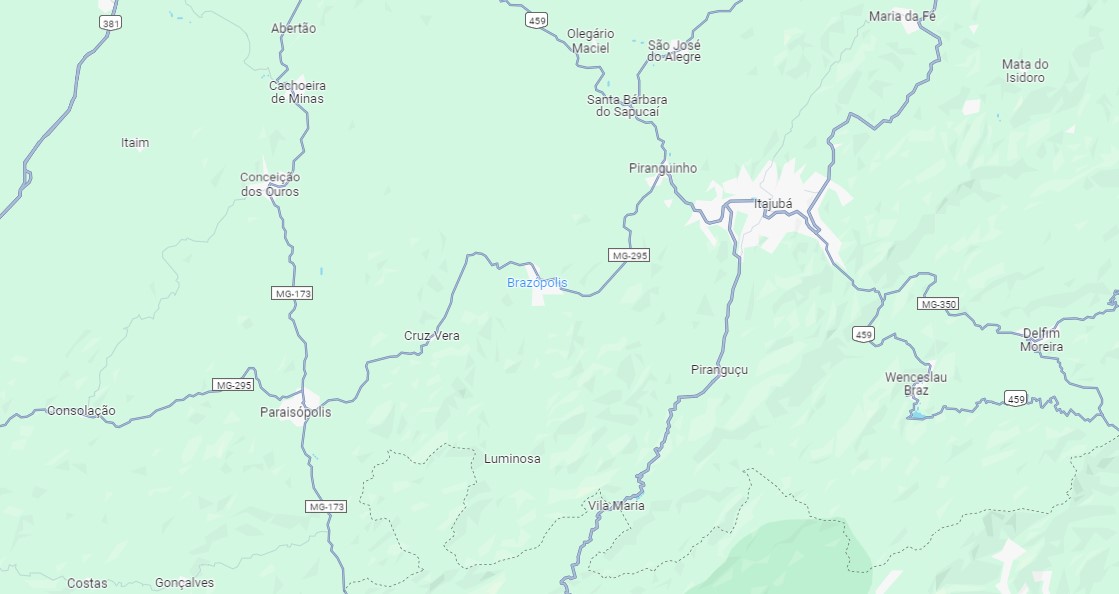 381
Abertão
459
Olegário
Maciel
São José
do Alegre
Maria da Fé
Mata do
Isidoro
Cachoeira
de Minas
Santa Bárbara
do Sapucaí
Itaim
Conceição
dos Ouros
Piranguinho
Itajubá
MG-295
Brazópolis
MG-173
MG-350
Cruz Vera
459
Delfim
Moreira
Piranguçu
Wenceslau
Braz
MG-295
459
Consolação
Paraisópolis
Luminosa
MG-173
Vila Maria
Costas
Gonçalves